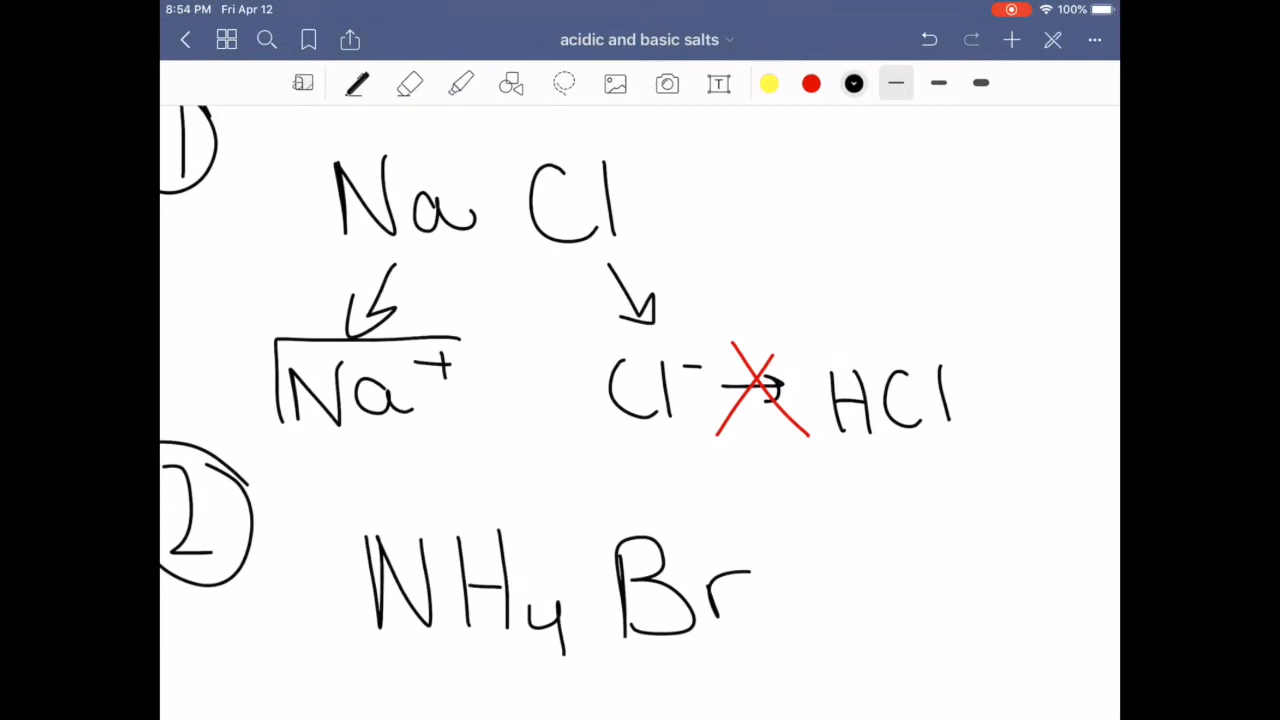 8:54 PM Fri Apr 12
100%
acidic and basic salts
T
1
Na Cl
Na+ Cl- → HCl
2
NH4 Br